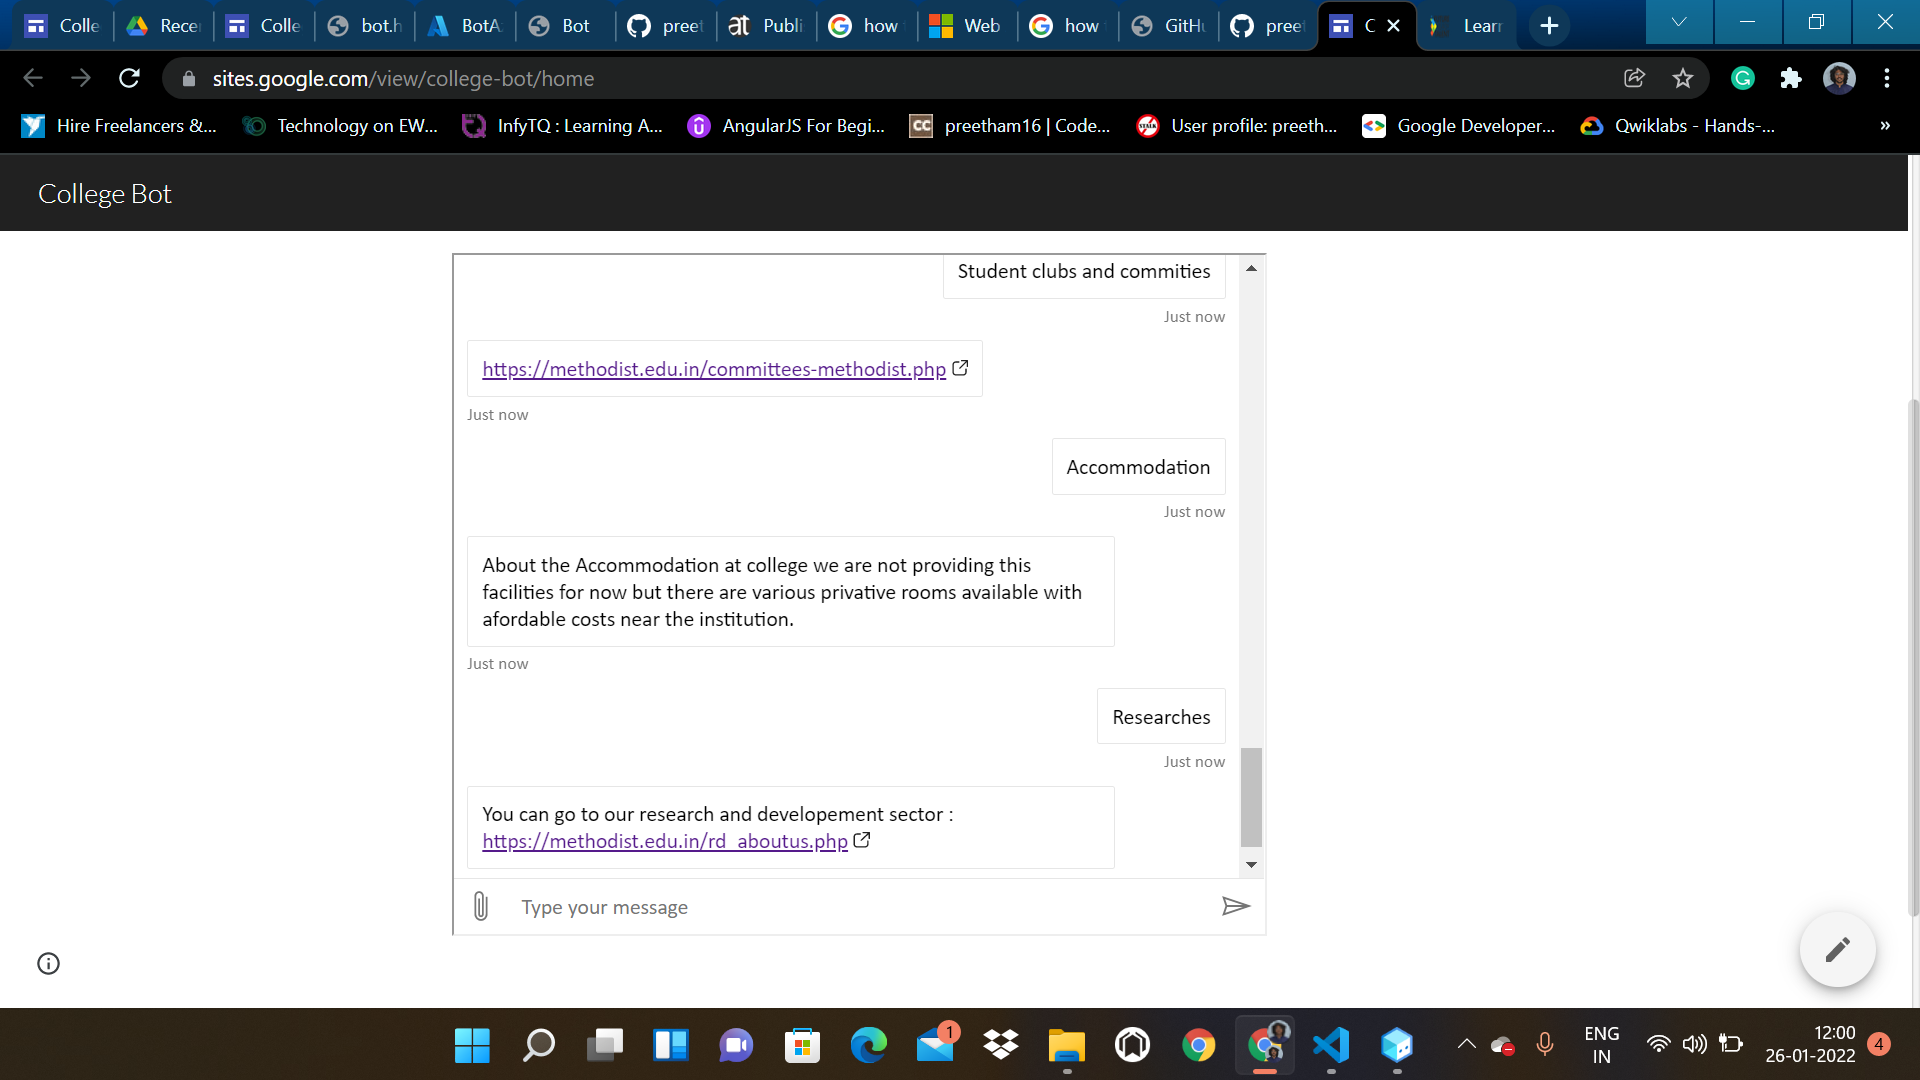 Colle
Rece
Colle
bot.h
BotA
Bot
preet
Publi
how
Web
how
GitHu
preet
C
Learn
sites.google.com/view/college-bot/home
Hire Freelancers &...
Technology on EW...
InfyTQ : Learning A...
AngularJS For Begi...
preetham16 | Code...
User profile: preeth...
Google Developer...
Qwiklabs - Hands-...
»
College Bot
Student clubs and commities
Just now
https://methodist.edu.in/committees-methodist.php
Just now
Accommodation
Just now
About the Accommodation at college we are not providing this
facilities for now but there are various privative rooms available with
afordable costs near the institution.
Just now
Researches
Just now
You can go to our research and developement sector :
https://methodist.edu.in/rd_aboutus.php
Type your message
1
ENG
IN
12:00
26-01-2022
4